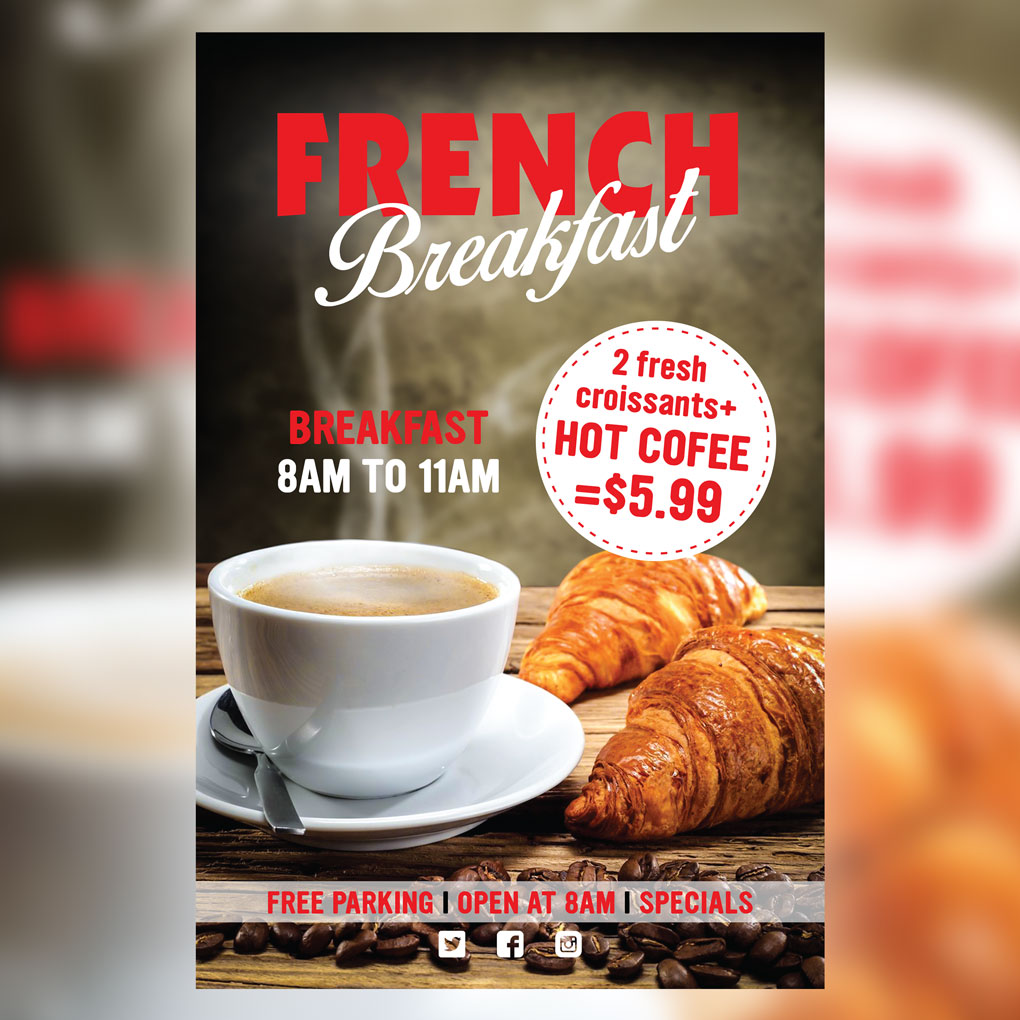 FRENCH
Breakfast
2 fresh
croissants+
HOT COFEE
=$5.99
BREAKFAST
8AM TO 11AM
FREE PARKING | OPEN AT 8AM | SPECIALS